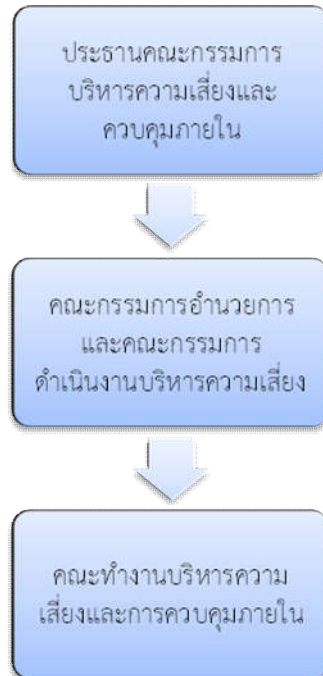 ประธานคณะกรรมการ
บริหารความเสี่ยงและ
ควบคุมภายใน
คณะกรรมการอำนวยการ
และคณะกรรมการ
ดำเนินงานบริหารความเสี่ยง
คณะทำงานบริหารความ
เสี่ยงและการควบคุมภายใน